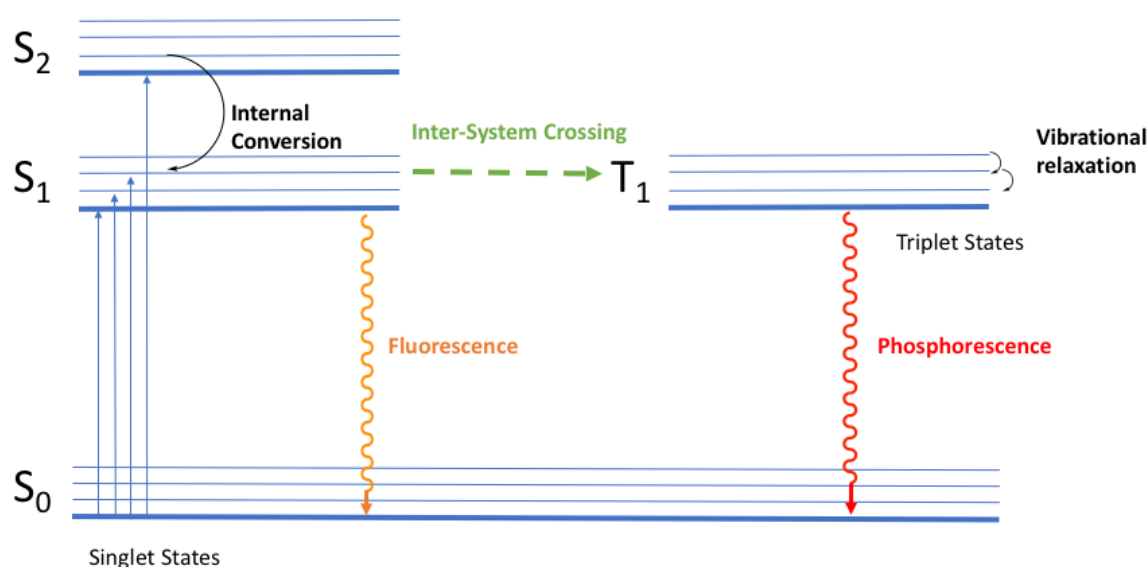 S₂
Internal
Conversion
Inter-System Crossing
Vibrational
relaxation
S₁
T₁
Triplet States
Fluorescence
Phosphorescence
S₀
Singlet States